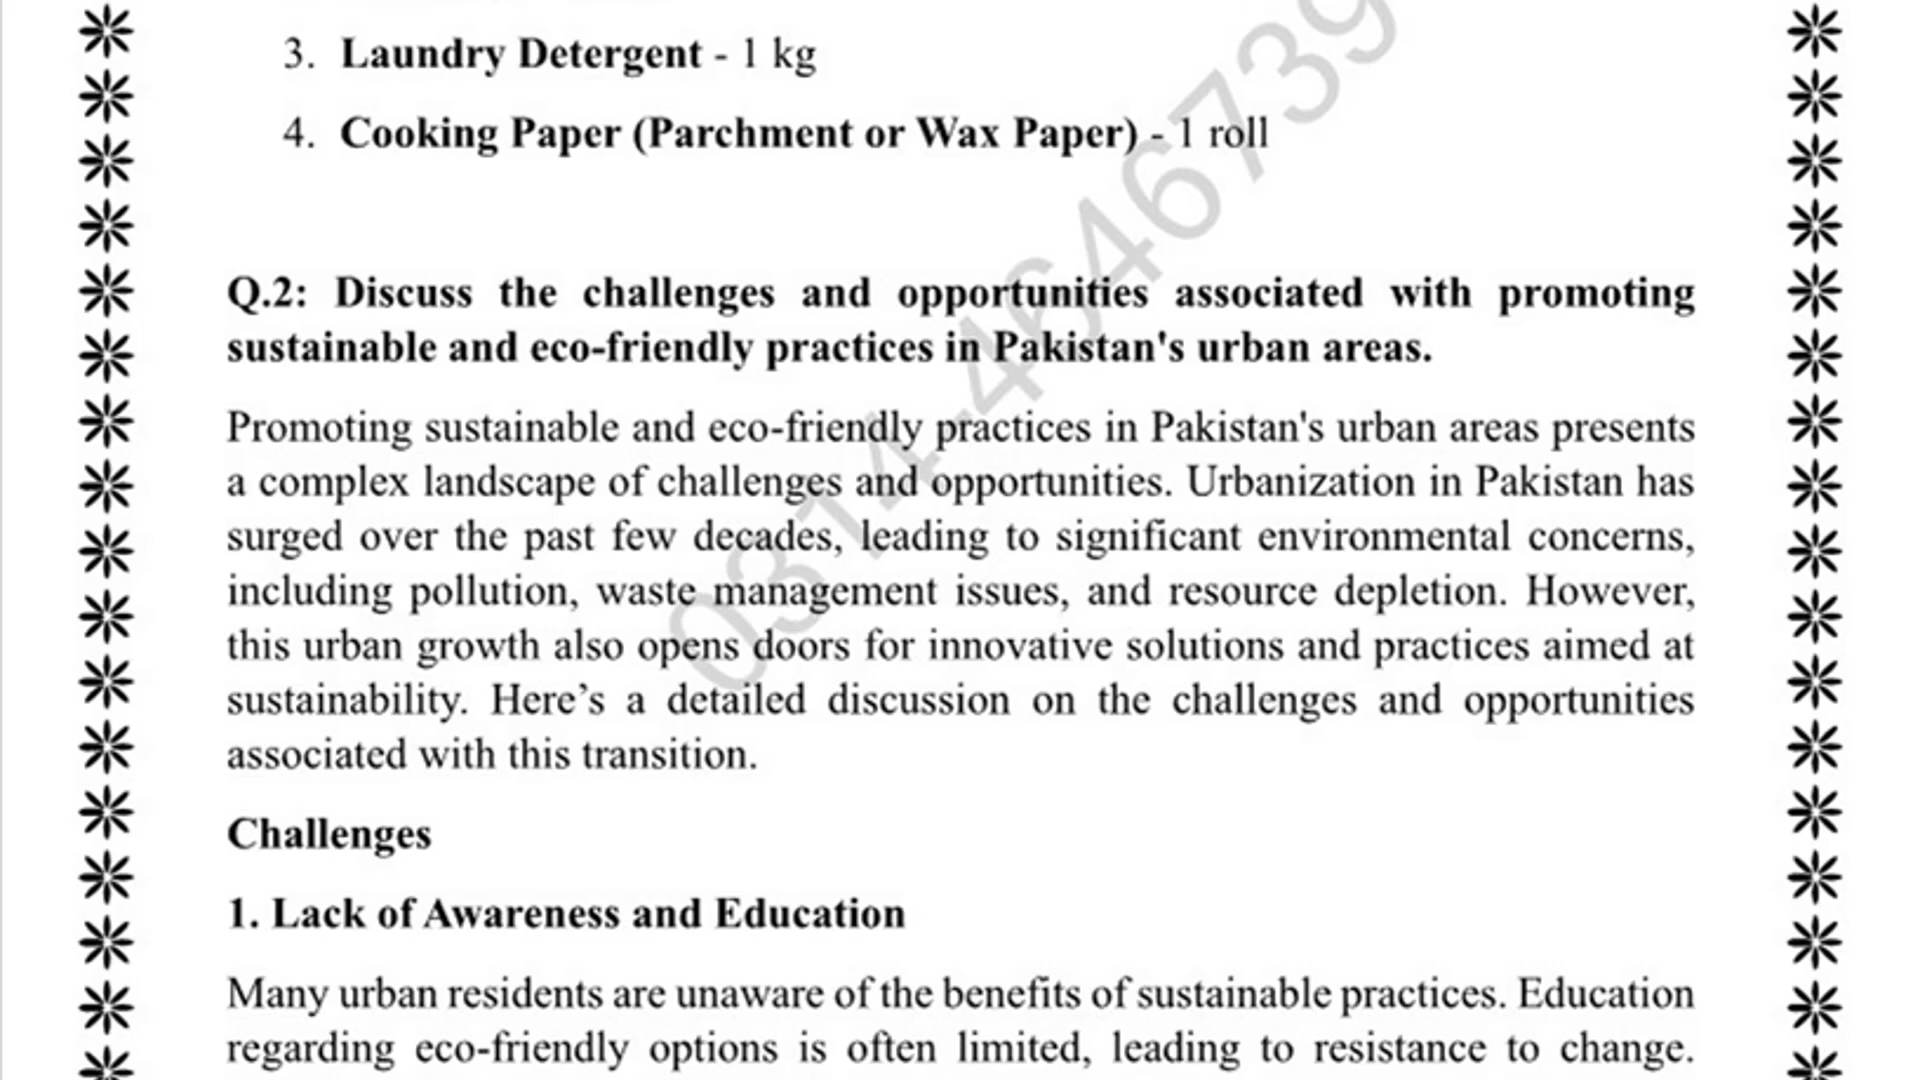 3. Laundry Detergent - 1 kg
4. Cooking Paper (Parchment or Wax Paper) - 1 roll
Q.2: Discuss the challenges and opportunities associated with promoting
sustainable and eco-friendly practices in Pakistan's urban areas.
Promoting sustainable and eco-friendly practices in Pakistan's urban areas presents
a complex landscape of challenges and opportunities. Urbanization in Pakistan has
surged over the past few decades, leading to significant environmental concerns,
including pollution, waste management issues, and resource depletion. However,
this urban growth also opens doors for innovative solutions and practices aimed at
sustainability. Here’s a detailed discussion on the challenges and opportunities
associated with this transition.
Challenges
1. Lack of Awareness and Education
Many urban residents are unaware of the benefits of sustainable practices. Education
regarding eco-friendly options is often limited, leading to resistance to change.
0314-4646739